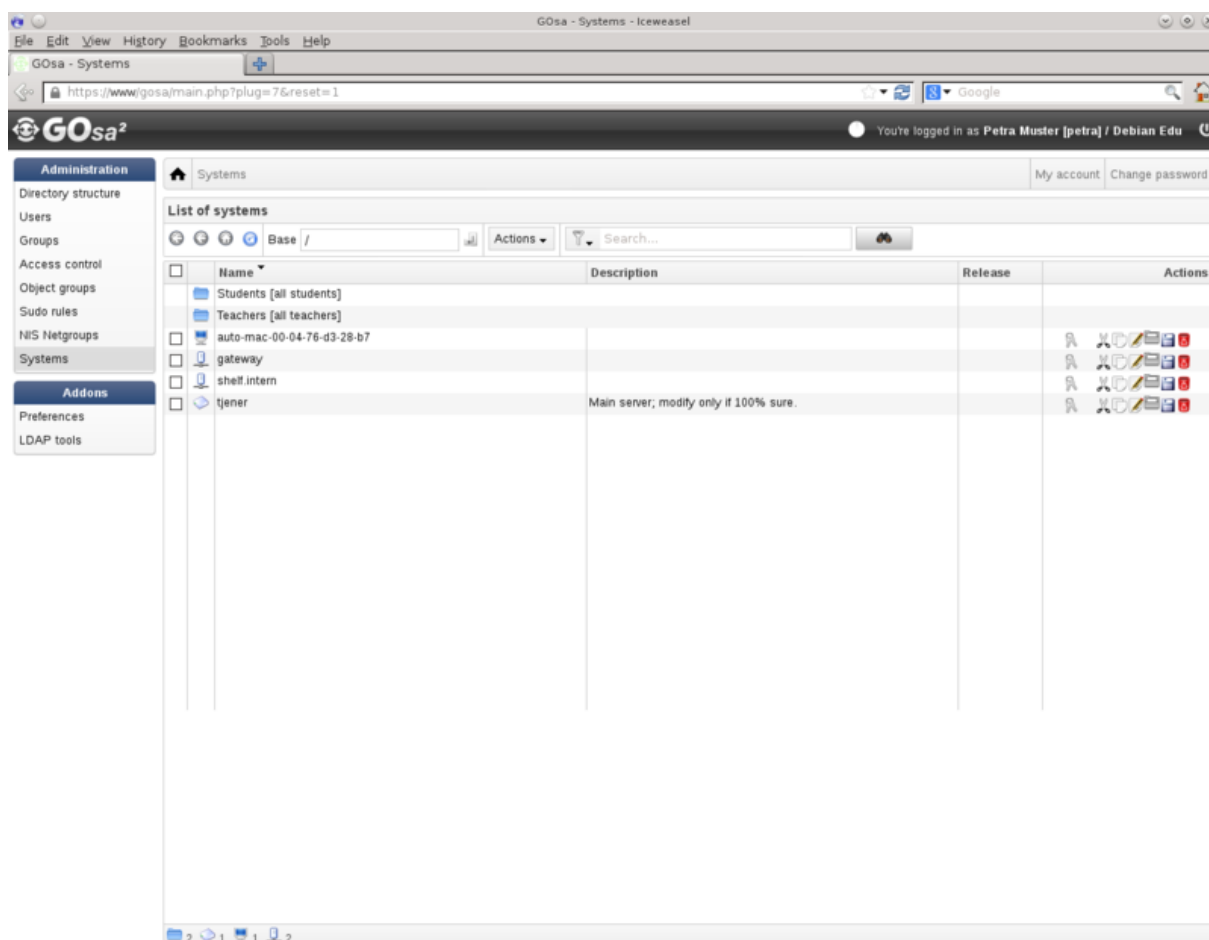 GOsa - Systems - Iceweasel
File Edit View History Bookmarks Tools Help
GOsa - Systems
https://www/gosa/main.php?plug=7&reset=1
Google
GOsa²
You're logged in as Petra Muster [petra] / Debian Edu
Administration
Directory structure
Users
Groups
Access control
Object groups
Sudo rules
NIS Netgroups
Systems
Addons
Preferences
LDAP tools
Systems
My account Change password
List of systems
Base / Actions Search...
Name Description Release Actions
Students [all students]
Teachers [all teachers]
auto-mac-00-04-76-d3-28-b7
gateway
shelf.intern
tjener Main server; modify only if 100% sure.
2 1 1 2